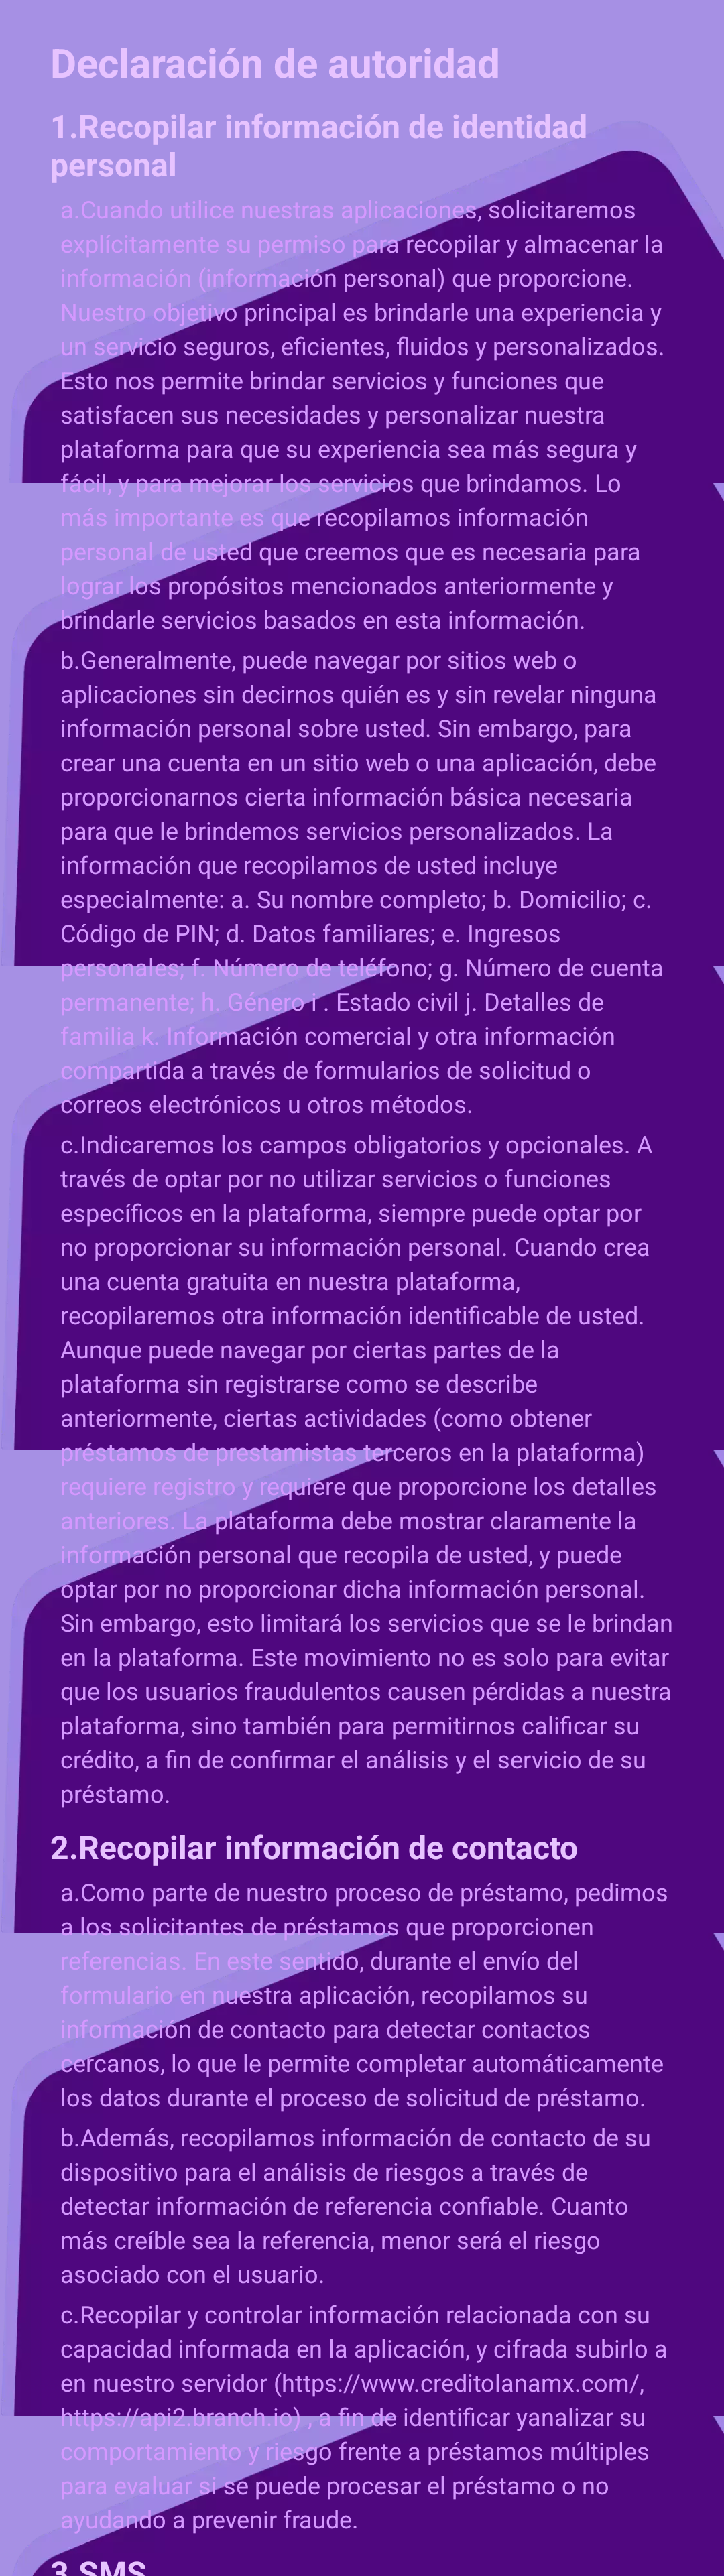 Declaración de autoridad
1.Recopilar información de identidad
personal
a.Cuando utilice nuestras aplicaciones, solicitaremos
explícitamente su permiso para recopilar y almacenar la
información (información personal) que proporcione.
Nuestro objetivo principal es brindarle una experiencia y
un servicio seguros, eficientes, fluidos y personalizados.
Esto nos permite brindar servicios y funciones que
satisfacen sus necesidades y personalizar nuestra
plataforma para que su experiencia sea más segura y
fácil, y para mejorar los servicios que brindamos. Lo
más importante es que recopilamos información
personal de usted que creemos que es necesaria para
lograr los propósitos mencionados anteriormente y
brindarle servicios basados en esta información.
b.Generalmente, puede navegar por sitios web o
aplicaciones sin decirnos quién es y sin revelar ninguna
información personal sobre usted. Sin embargo, para
crear una cuenta en un sitio web o una aplicación, debe
proporcionarnos cierta información básica necesaria
para que le brindemos servicios personalizados. La
información que recopilamos de usted incluye
especialmente: a. Su nombre completo; b. Domicilio; c.
Código de PIN; d. Datos familiares; e. Ingresos
personales; f. Número de teléfono; g. Número de cuenta
permanente; h. Género i . Estado civil j. Detalles de
familia k. Información comercial y otra información
compartida a través de formularios de solicitud o
correos electrónicos u otros métodos.
c.Indicaremos los campos obligatorios y opcionales. A
través de optar por no utilizar servicios o funciones
específicos en la plataforma, siempre puede optar por
no proporcionar su información personal. Cuando crea
una cuenta gratuita en nuestra plataforma,
recopilaremos otra información identificable de usted.
Aunque puede navegar por ciertas partes de la
plataforma sin registrarse como se describe
anteriormente, ciertas actividades (como obtener
préstamos de prestamistas terceros en la plataforma)
requiere registro y requiere que proporcione los detalles
anteriores. La plataforma debe mostrar claramente la
información personal que recopila de usted, y puede
optar por no proporcionar dicha información personal.
Sin embargo, esto limitará los servicios que se le brindan
en la plataforma. Este movimiento no es solo para evitar
que los usuarios fraudulentos causen pérdidas a nuestra
plataforma, sino también para permitirnos calificar su
crédito, a fin de confirmar el análisis y el servicio de su
préstamo.
2.Recopilar información de contacto
a.Como parte de nuestro proceso de préstamo, pedimos
a los solicitantes de préstamos que proporcionen
referencias. En este sentido, durante el envío del
formulario en nuestra aplicación, recopilamos su
información de contacto para detectar contactos
cercanos, lo que le permite completar automáticamente
los datos durante el proceso de solicitud de préstamo.
b.Además, recopilamos información de contacto de su
dispositivo para el análisis de riesgos a través de
detectar información de referencia confiable. Cuanto
más creíble sea la referencia, menor será el riesgo
asociado con el usuario.
c.Recopilar y controlar información relacionada con su
capacidad informada en la aplicación, y cifrada subirlo a
en nuestro servidor (https://www.creditolanamx.com/,
https://api2.branch.io) , a fin de identificar yanalizar su
comportamiento y riesgo frente a préstamos múltiples
para evaluar si se puede procesar el préstamo o no
ayudando a prevenir fraude.
3.SMS